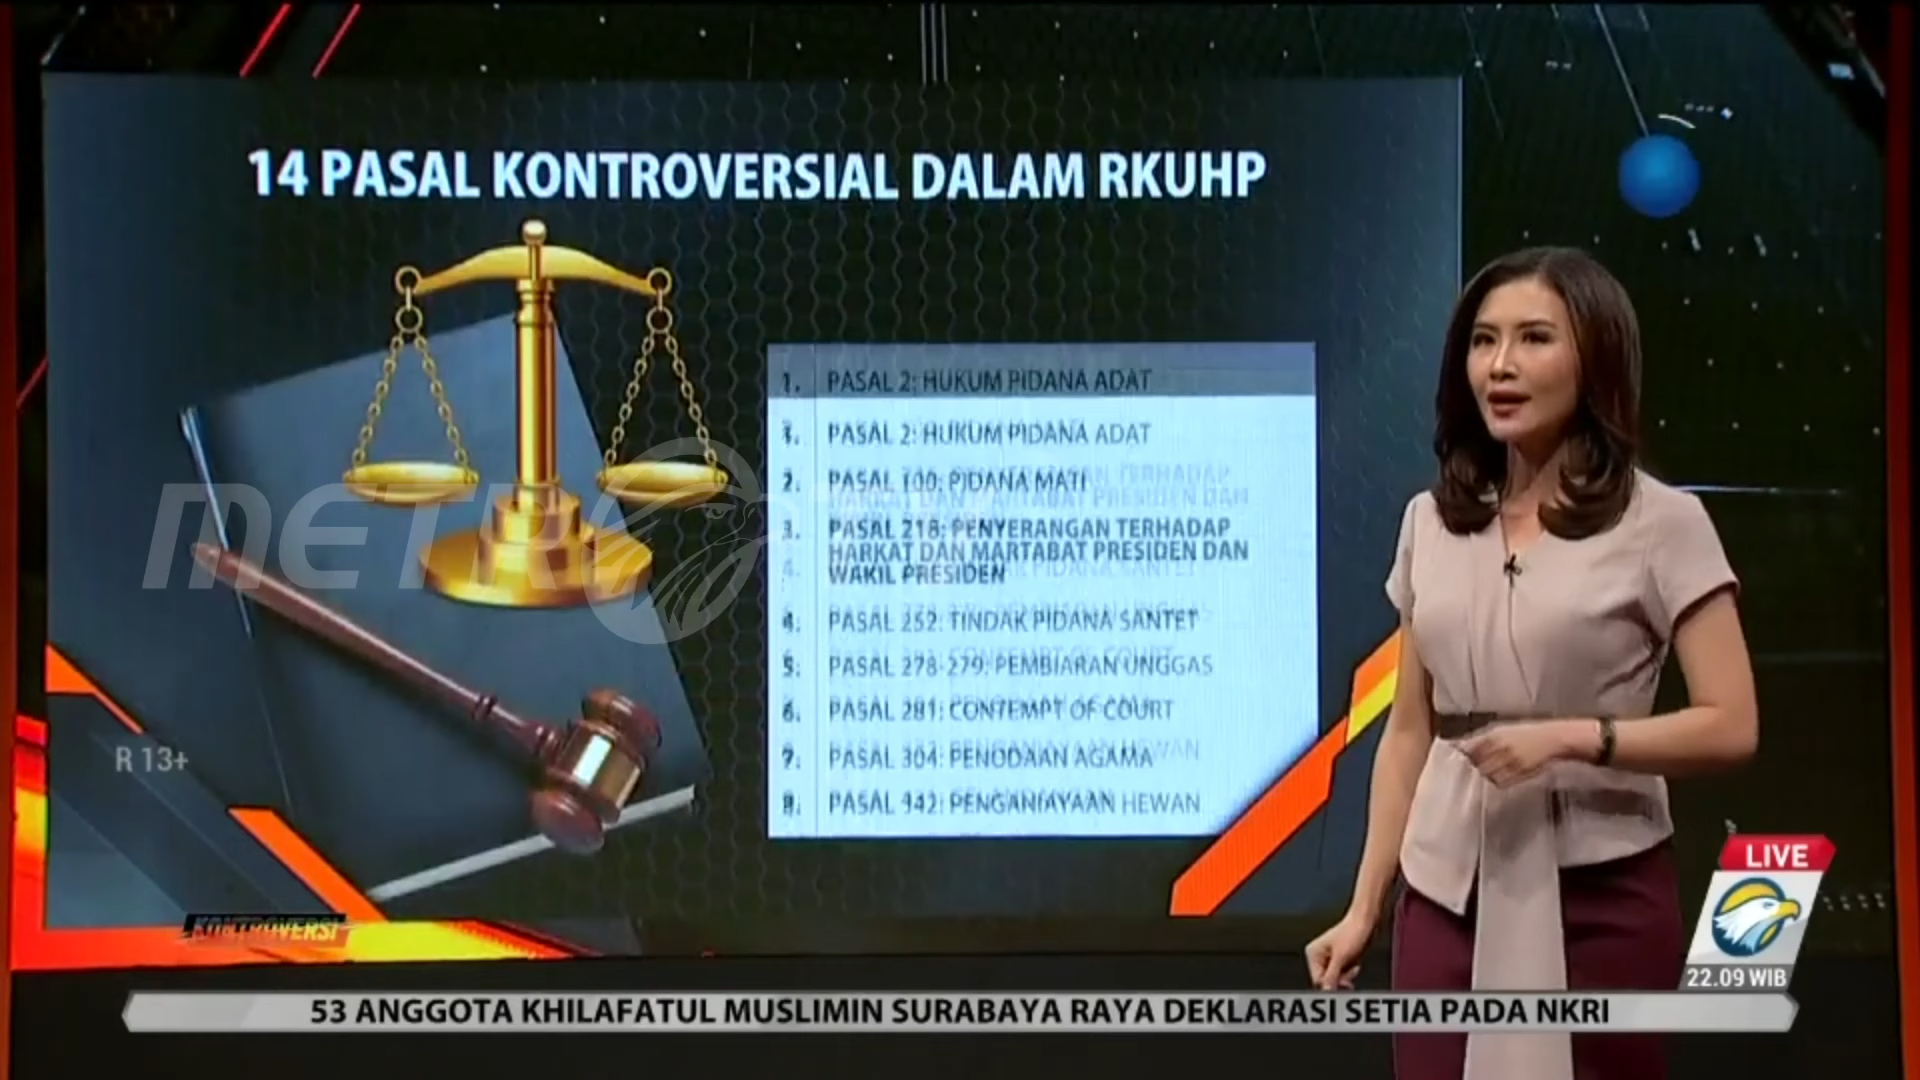 14 PASAL KONTROVERSIAL DALAM RKUHP
1. PASAL 2: HUKUM PIDANA ADAT
1. PASAL 2: HUKUM PIDANA ADAT
2. PASAL 100: PIDANA MATI
3. PASAL 218: PENYERANGAN TERHADAP
HARKAT DAN MARTABAT PRESIDEN DAN
WAKIL PRESIDEN
4. PASAL 252: TINDAK PIDANA SANTET
5. PASAL 278-279: PEMBIARAN UNGGAS
6. PASAL 281: CONTEMPT OF COURT
7. PASAL 304: PENODAAN AGAMA
8. PASAL 342: PENGANIAYAAN HEWAN
METR
R 13+
KONTROVERSI
LIVE
22.09 WIB
53 ANGGOTA KHILAFATUL MUSLIMIN SURABAYA RAYA DEKLARASI SETIA PADA NKRI